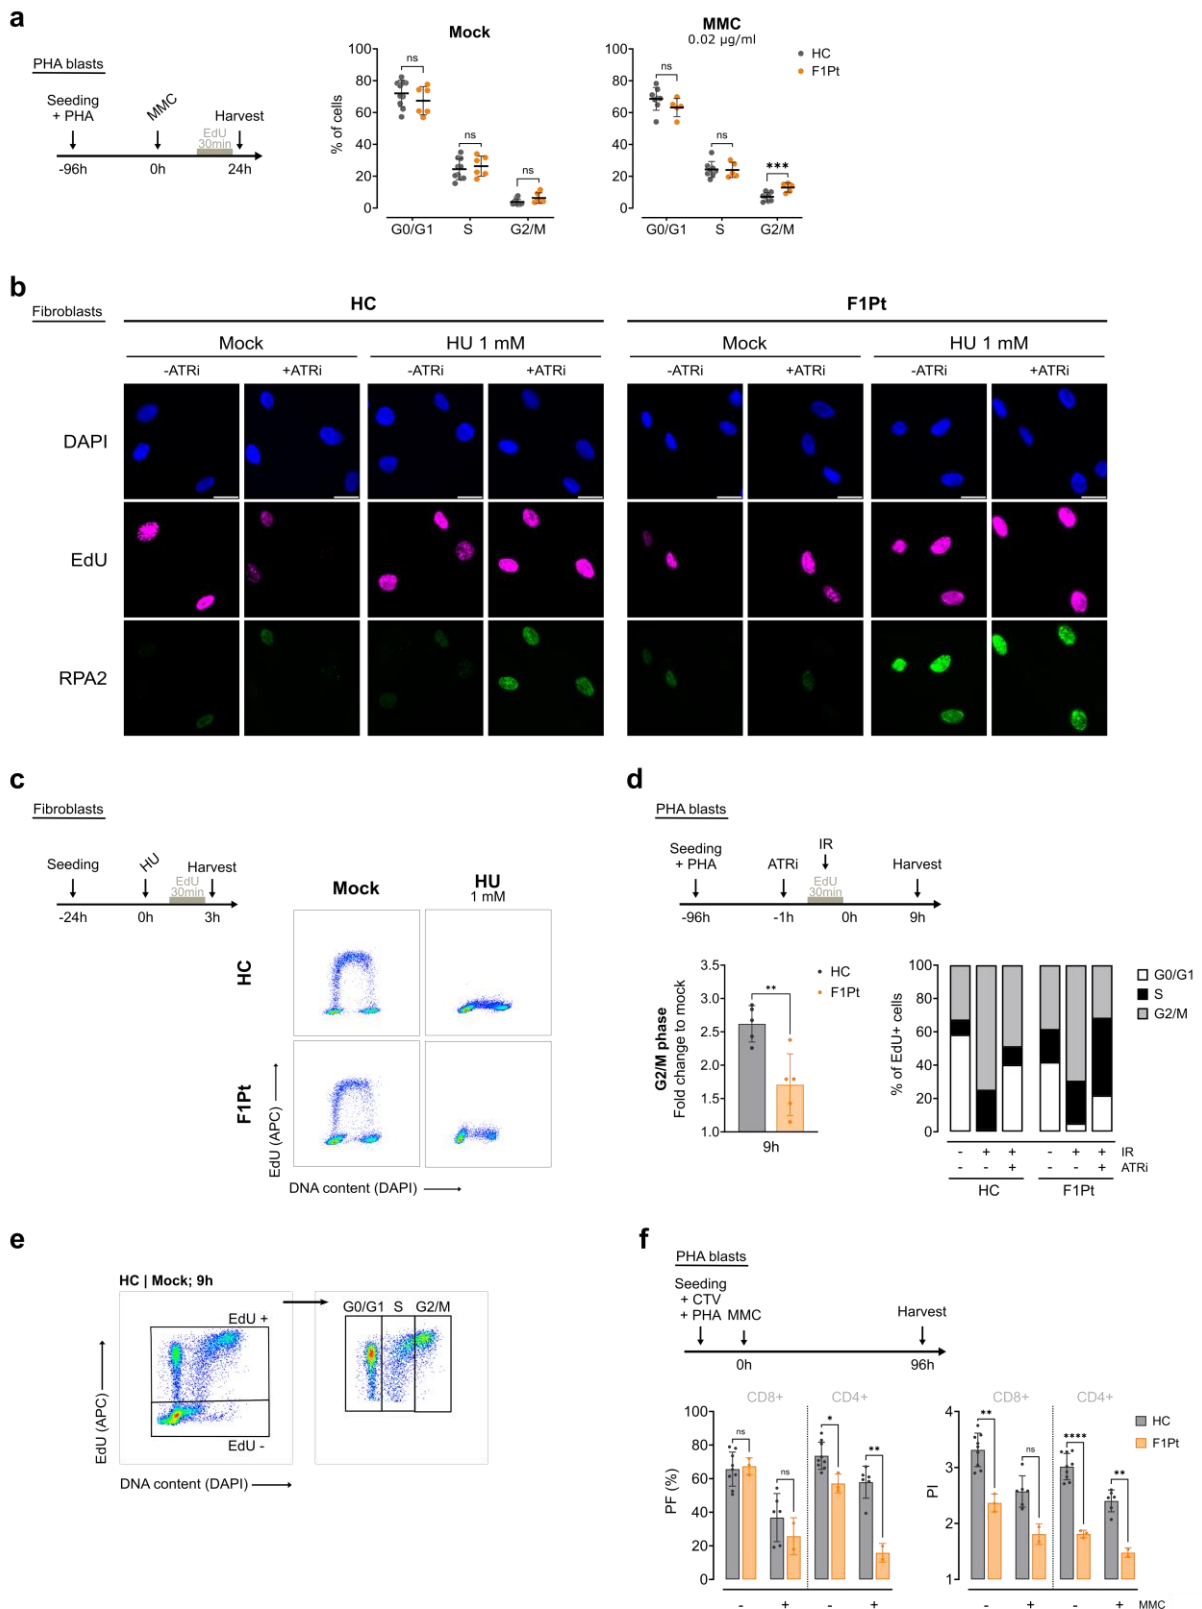 a
PHA blasts
Seeding
+ PHA
MMC
EdU
30min
Harvest
-96h
0h
24h
Mock
% of cells
100
80
60
40
20
0
ns
ns
ns
G0/G1
S
G2/M
MMC
0.02 µg/ml
100
80
60
40
20
0
ns
ns
***
G0/G1
S
G2/M
HC
F1Pt
b
Fibroblasts
HC
F1Pt
Mock
HU 1 mM
Mock
HU 1 mM
-ATRi
+ATRi
-ATRi
+ATRi
-ATRi
+ATRi
-ATRi
+ATRi
DAPI
EdU
RPA2
c
Fibroblasts
Seeding
HU
EdU
30min
Harvest
-24h
0h
3h
Mock
HU
1 mM
HC
F1Pt
EdU (APC)
DNA content (DAPI)
d
PHA blasts
Seeding
+ PHA
ATRi
IR
EdU
30min
Harvest
-96h
-1h
0h
9h
G2/M phase
Fold change to mock
3.5
3.0
2.5
2.0
1.5
1.0
**
9h
HC
F1Pt
% of EdU+ cells
100
80
60
40
20
0
G0/G1
S
G2/M
- + + - + + IR
+ + ATRi
HC
F1Pt
e
HC | Mock; 9h
EdU +
EdU -
EdU (APC)
DNA content (DAPI)
G0/G1
S
G2/M
f
PHA blasts
Seeding
+ CTV
+ PHA
MMC
Harvest
0h
96h
CD8+
CD4+
PF (%)
100
80
60
40
20
0
ns
ns
*
**
- + - +
CD8+
CD4+
PI
4
3
2
1
**
ns
****
**
- + - + MMC
HC
F1Pt